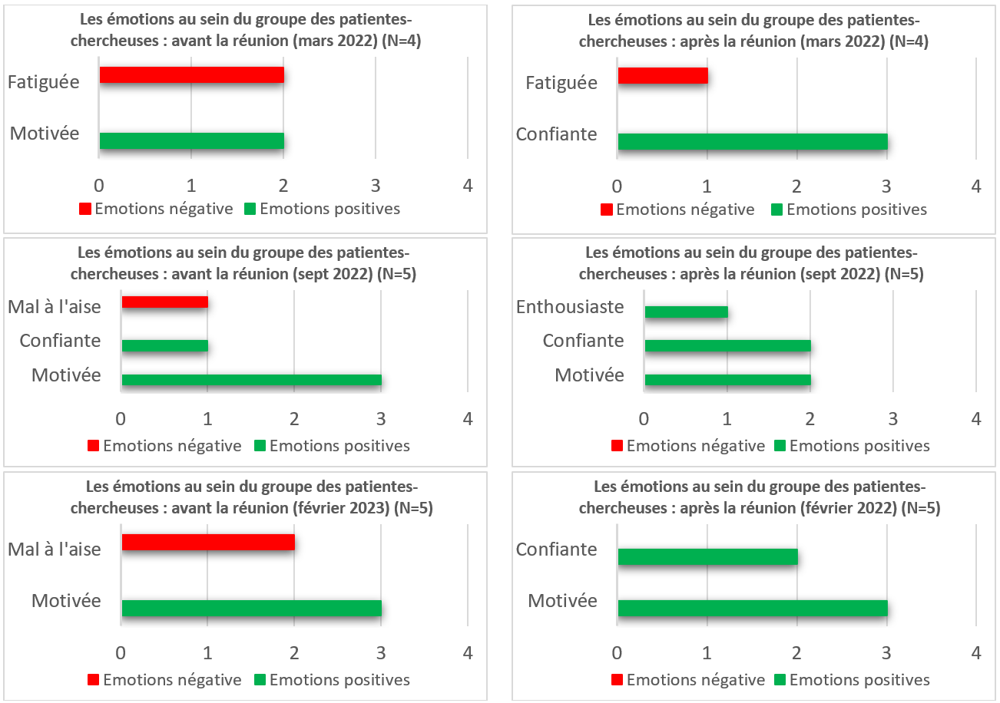 Les émotions au sein du groupe des patientes-
chercheuses : avant la réunion (mars 2022) (N=4)
Fatiguée
Motivée
0 1 2 3 4
Emotions négative Emotions positives
Les émotions au sein du groupe des patientes-
chercheuses : après la réunion (mars 2022) (N=4)
Fatiguée
Confiante
0 1 2 3 4
Emotions négative Emotions positives
Les émotions au sein du groupe des patientes-
chercheuses : avant la réunion (sept 2022) (N=5)
Mal à l'aise
Confiante
Motivée
0 1 2 3 4
Emotions négative Emotions positives
Les émotions au sein du groupe des patientes-
chercheuses : après la réunion (sept 2022) (N=5)
Enthousiaste
Confiante
Motivée
0 1 2 3 4
Emotions négative Emotions positives
Les émotions au sein du groupe des patientes-
chercheuses : avant la réunion (février 2023) (N=5)
Mal à l'aise
Motivée
0 1 2 3 4
Emotions négative Emotions positives
Les émotions au sein du groupe des patientes-
chercheuses : après la réunion (février 2022) (N=5)
Confiante
Motivée
0 1 2 3 4
Emotions négative Emotions positives